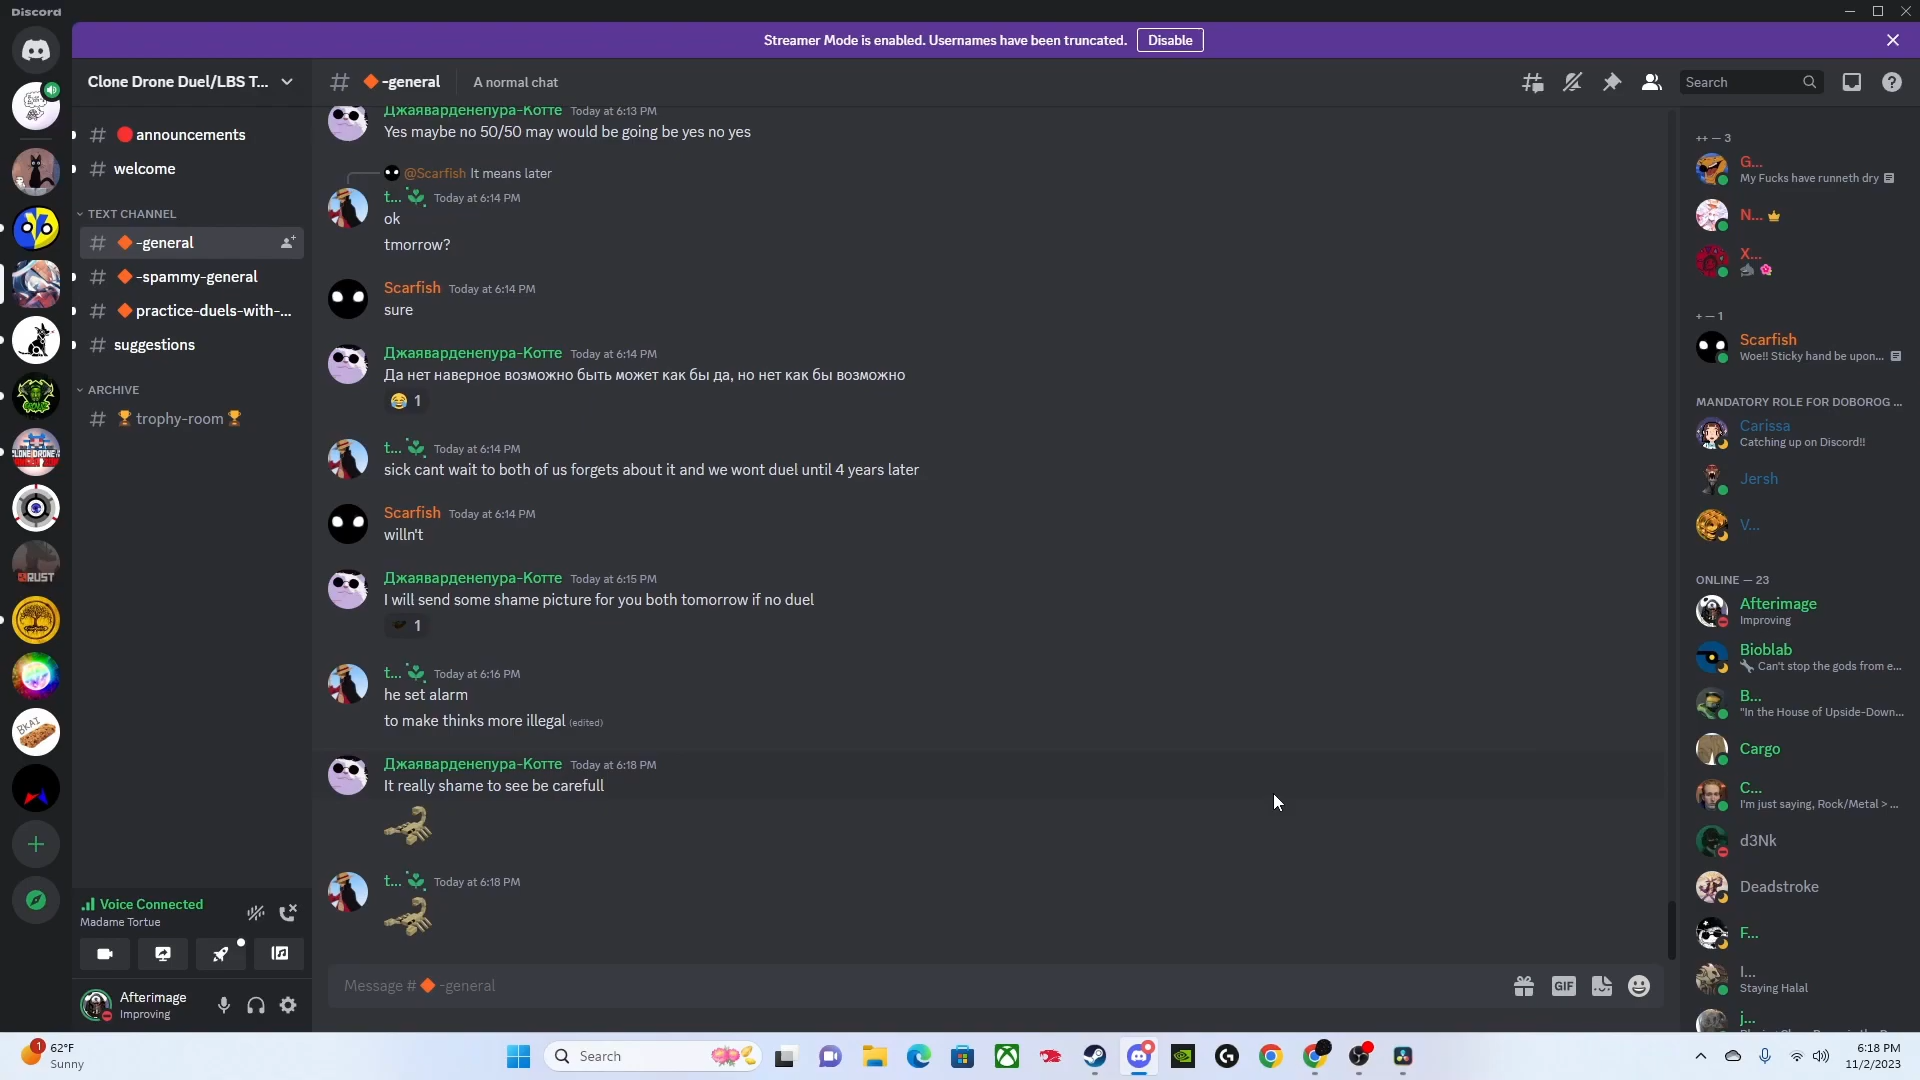 Discord
Streamer Mode is enabled. Usernames have been truncated.
Disable
Clone Drone Duel/LBS T...
-general
A normal chat
Search
announcements
welcome
TEXT CHANNEL
-general
-spammy-general
practice-duels-with-...
suggestions
ARCHIVE
trophy-room
Джаяварденепура-Котте Today at 6:13 PM
Yes maybe no 50/50 may would be going be yes no yes
@Scarfish It means later
t... Today at 6:14 PM
ok
tmorrow?
Scarfish Today at 6:14 PM
sure
Джаяварденепура-Котте Today at 6:14 PM
Да нет наверное возможно быть может как бы да, но нет как бы возможно
1
t... Today at 6:14 PM
sick cant wait to both of us forgets about it and we wont duel until 4 years later
Scarfish Today at 6:14 PM
willn't
Джаяварденепура-Котте Today at 6:15 PM
I will send some shame picture for you both tomorrow if no duel
1
t... Today at 6:16 PM
he set alarm
to make thinks more illegal (edited)
Джаяварденепура-Котте Today at 6:18 PM
It really shame to see be carefull
t... Today at 6:18 PM
Message # -general
GIF
++ — 3
G...
My Fucks have runneth dry
N...
X...
+ — 1
Scarfish
Woe!! Sticky hand be upon...
MANDATORY ROLE FOR DOBOROG ...
Carissa
Catching up on Discord!!
Jersh
V...
ONLINE — 23
Afterimage
Improving
Bioblab
Can't stop the gods from e...
B...
"In the House of Upside-Down...
Cargo
C...
I'm just saying, Rock/Metal > ...
d3Nk
Deadstroke
F...
I...
Staying Halal
j...
Voice Connected
Madame Tortue
Afterimage
Improving
RUST
BKAI
1
62°F
Sunny
Search
6:18 PM
11/2/2023